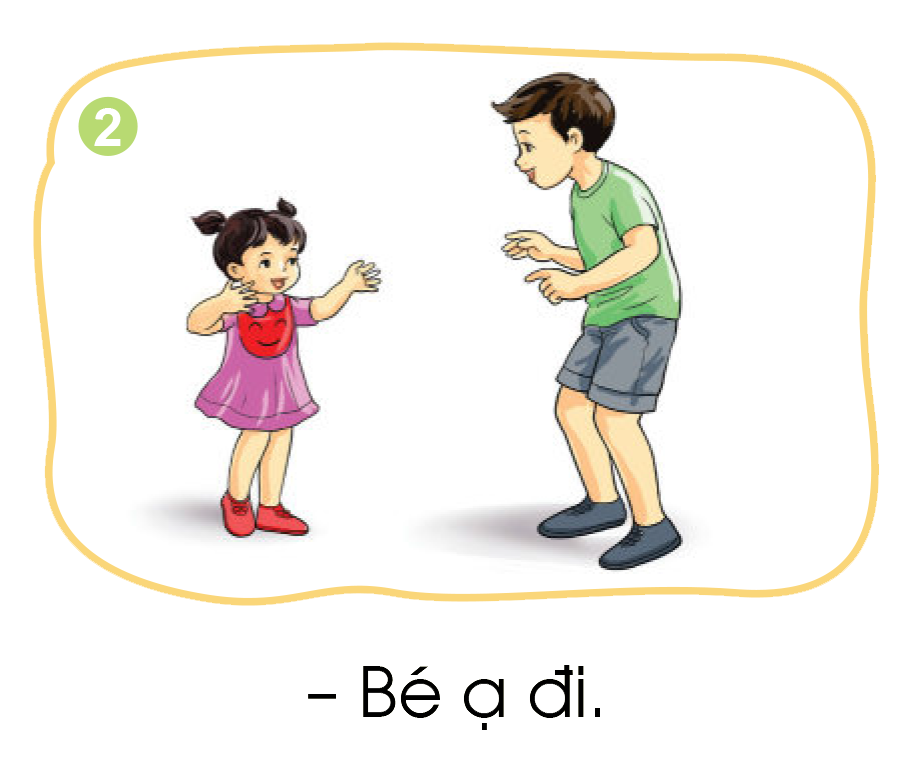 2
– Bé ạ đi.